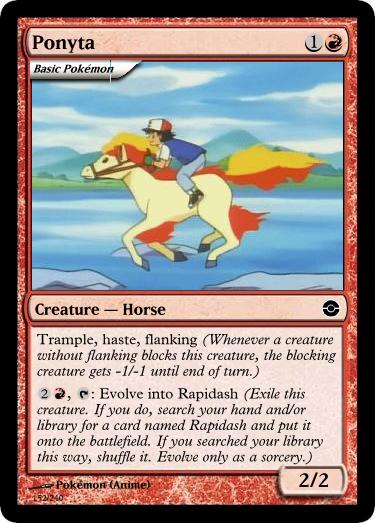 Ponyta 1
Basic Pokémon
Creature — Horse
Trample, haste, flanking (Whenever a creature
without flanking blocks this creature, the blocking
creature gets -1/-1 until end of turn.)
2 , : Evolve into Rapidash (Exile this
creature. If you do, search your hand and/or
library for a card named Rapidash and put it
onto the battlefield. If you searched your library
this way, shuffle it. Evolve only as a sorcery.)
2/2
Pokémon (Anime)
152/240